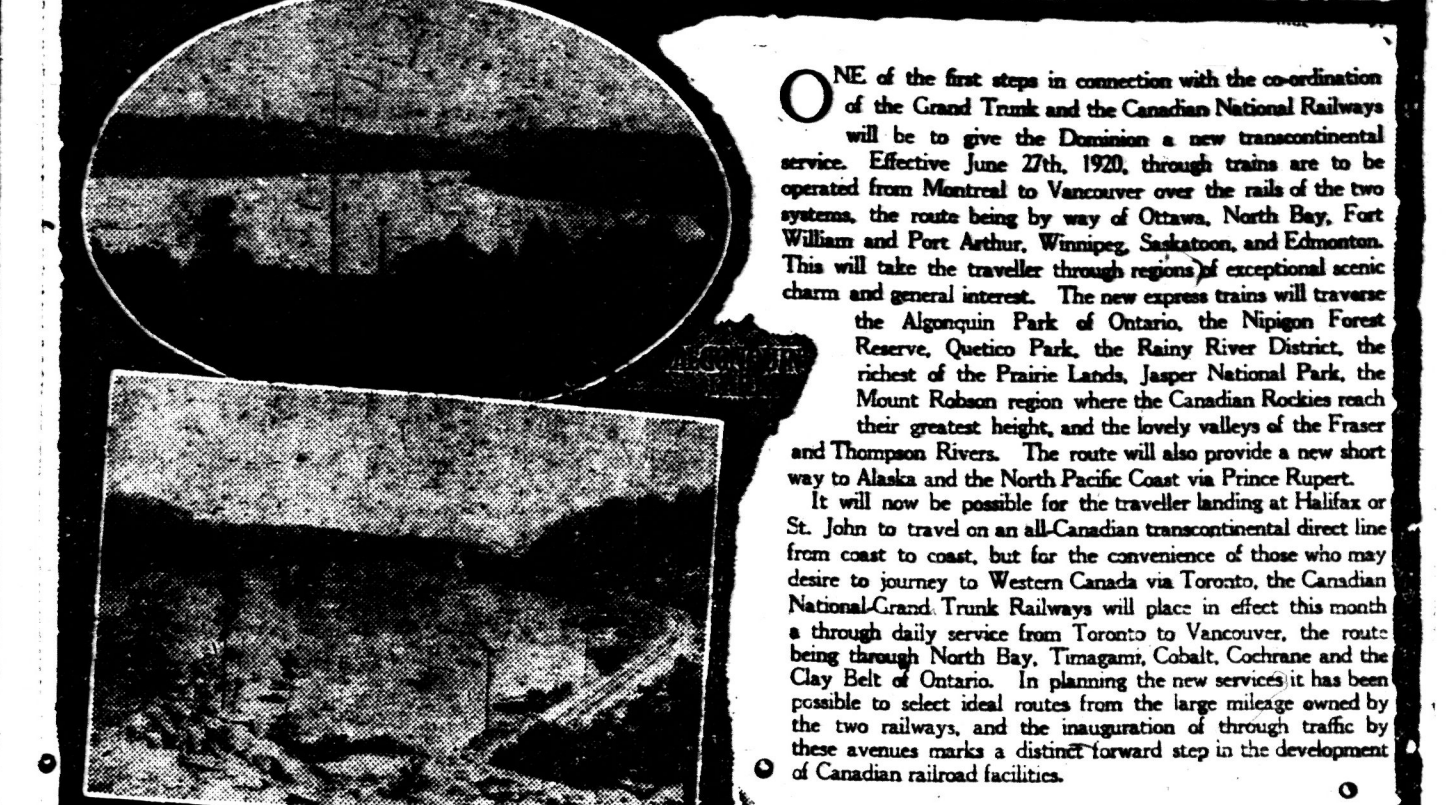 ONE of the first steps in connection with the co-ordination
of the Grand Trunk and the Canadian National Railways
will be to give the Dominion a new transcontinental
service. Effective June 27th, 1920, through trains are to be
operated from Montreal to Vancouver over the rails of the two
systems, the route being by way of Ottawa, North Bay, Fort
William and Port Arthur, Winnipeg, Saskatoon, and Edmonton.
This will take the traveller through regions of exceptional scenic
charm and general interest. The new express trains will traverse
the Algonquin Park of Ontario, the Nipigon Forest
Reserve, Quetico Park, the Rainy River District, the
richest of the Prairie Lands, Jasper National Park, the
Mount Robson region where the Canadian Rockies reach
their greatest height, and the lovely valleys of the Fraser
and Thompson Rivers. The route will also provide a new short
way to Alaska and the North Pacific Coast via Prince Rupert.
It will now be possible for the traveller landing at Halifax or
St. John to travel on an all-Canadian transcontinental direct line
from coast to coast, but for the convenience of those who may
desire to journey to Western Canada via Toronto, the Canadian
National-Grand Trunk Railways will place in effect this month
a through daily service from Toronto to Vancouver, the route
being through North Bay, Timagami, Cobalt, Cochrane and the
Clay Belt of Ontario. In planning the new services it has been
possible to select ideal routes from the large mileage owned by
the two railways, and the inauguration of through traffic by
these avenues marks a distinct forward step in the development
of Canadian railroad facilities.